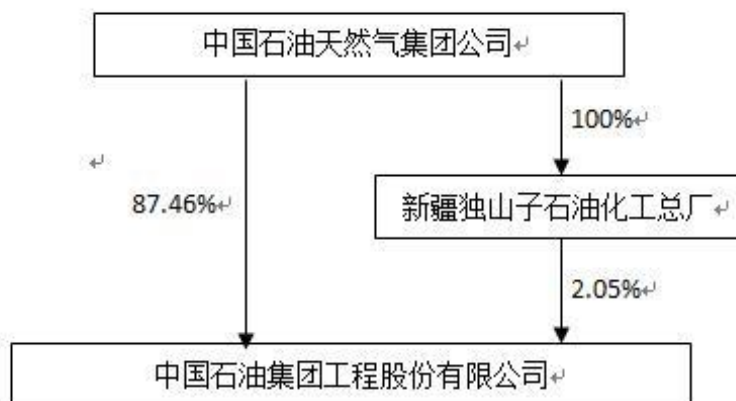 中国石油天然气集团公司
100%
87.46%
新疆独山子石油化工总厂
2.05%
中国石油集团工程股份有限公司